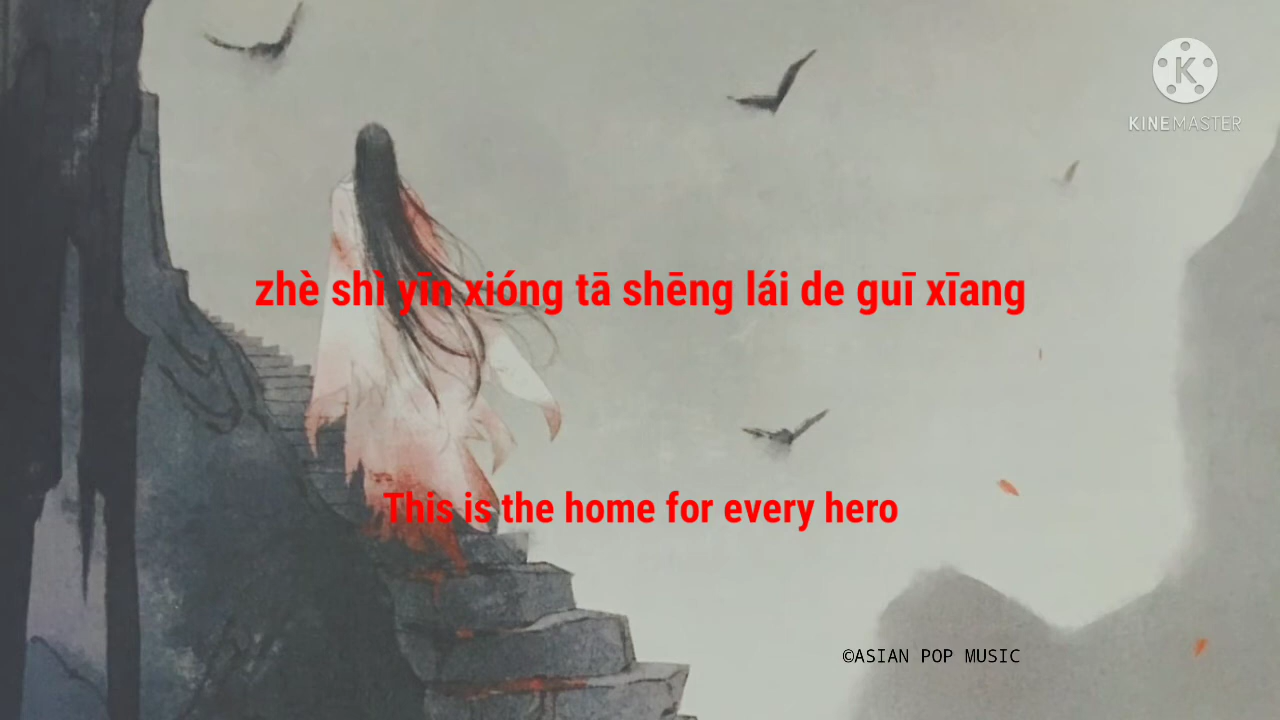 KINEMASTER
zhè shì yīn xióng tā shēng lái de guī xīang
This is the home for every hero
©ASIAN POP MUSIC